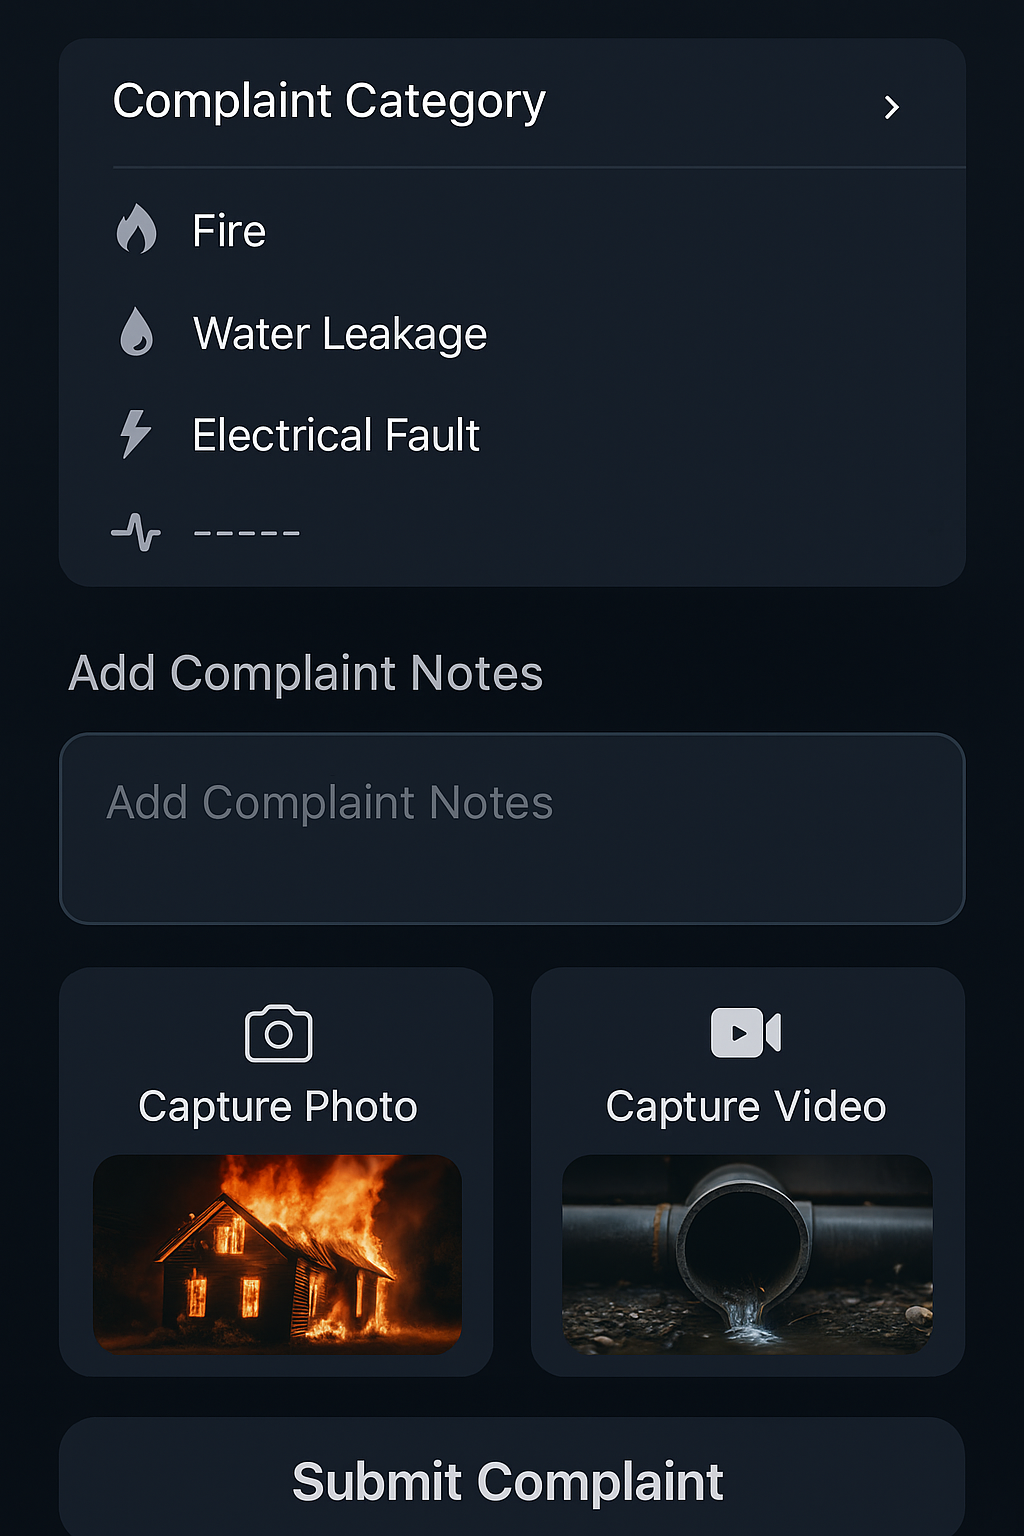 Complaint Category
Fire
Water Leakage
Electrical Fault
-----
Add Complaint Notes
Add Complaint Notes
Capture Photo
Capture Video
Submit Complaint